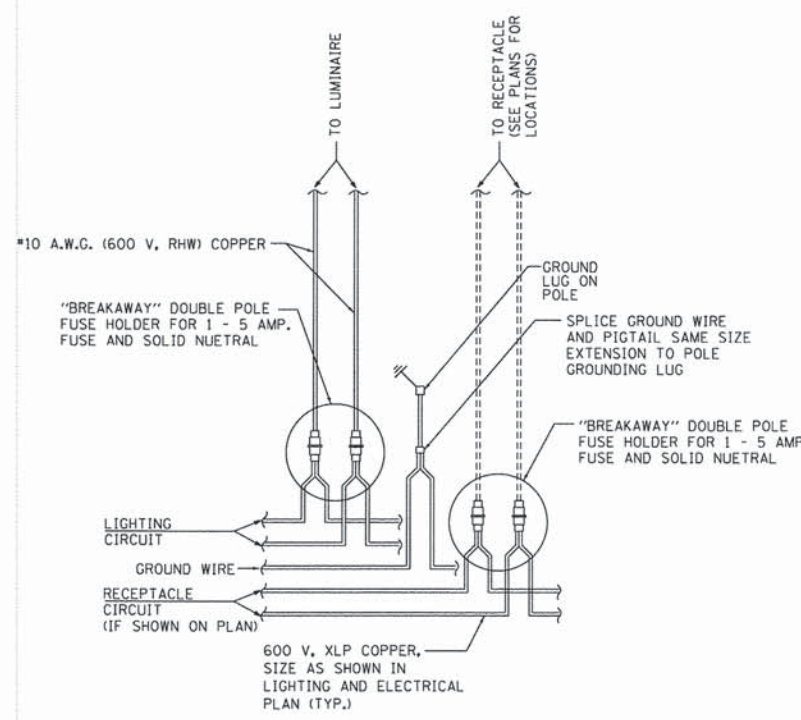 TO LUMINAIRE
TO RECEPTACLE
(SEE PLANS FOR
LOCATIONS)
#10 A.W.G. (600 V, RHW) COPPER
"BREAKAWAY" DOUBLE POLE
FUSE HOLDER FOR 1 - 5 AMP.
FUSE AND SOLID NUETRAL
GROUND
LUG ON
POLE
SPLICE GROUND WIRE
AND PIGTAIL SAME SIZE
EXTENSION TO POLE
GROUNDING LUG
"BREAKAWAY" DOUBLE POLE
FUSE HOLDER FOR 1 - 5 AMP
FUSE AND SOLID NUETRAL
LIGHTING
CIRCUIT
GROUND WIRE
RECEPTACLE
CIRCUIT
(IF SHOWN ON PLAN)
600 V, XLP COPPER,
SIZE AS SHOWN IN
LIGHTING AND ELECTRICAL
PLAN (TYP.)